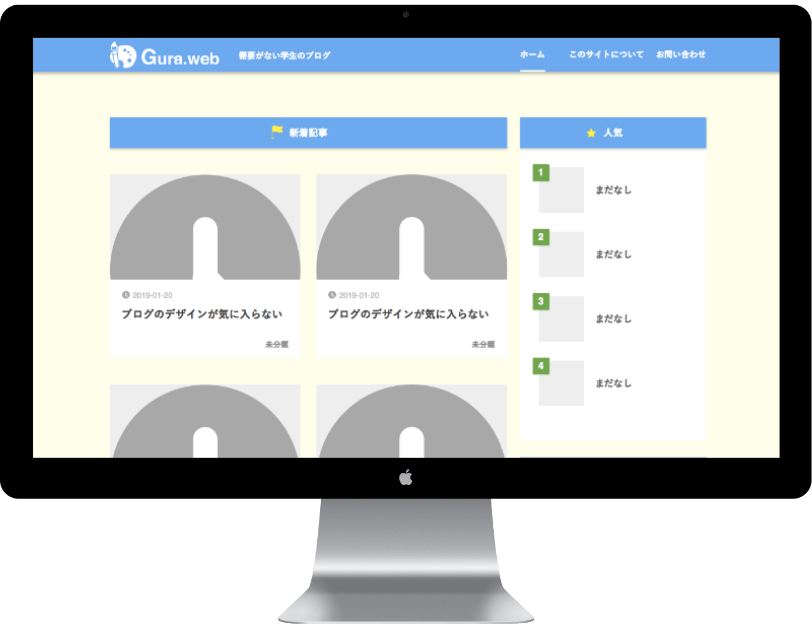 Gura.web
需要がない学生のブログ
ホーム
このサイトについて
お問い合わせ
新着記事
人気
1
まだなし
2
まだなし
3
まだなし
4
まだなし
2019-01-20
ブログのデザインが気に入らない
未分類
2019-01-20
ブログのデザインが気に入らない
未分類